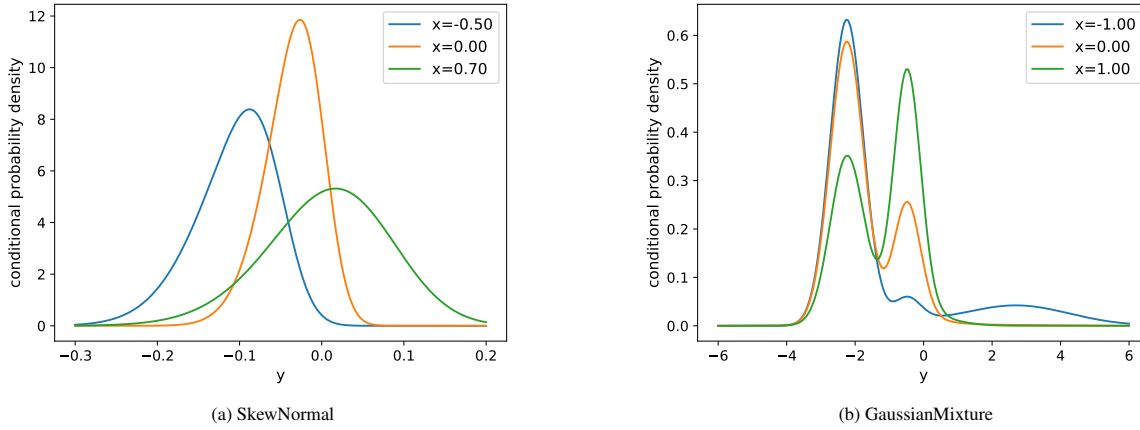 12
10
8
6
4
2
0
conditional probability density
−0.3
−0.2
−0.1
0.0
0.1
0.2
y
x=-0.50
x=0.00
x=0.70
(a) SkewNormal
0.6
0.5
0.4
0.3
0.2
0.1
0.0
conditional probability density
−6
−4
−2
0
2
4
6
y
x=-1.00
x=0.00
x=1.00
(b) GaussianMixture